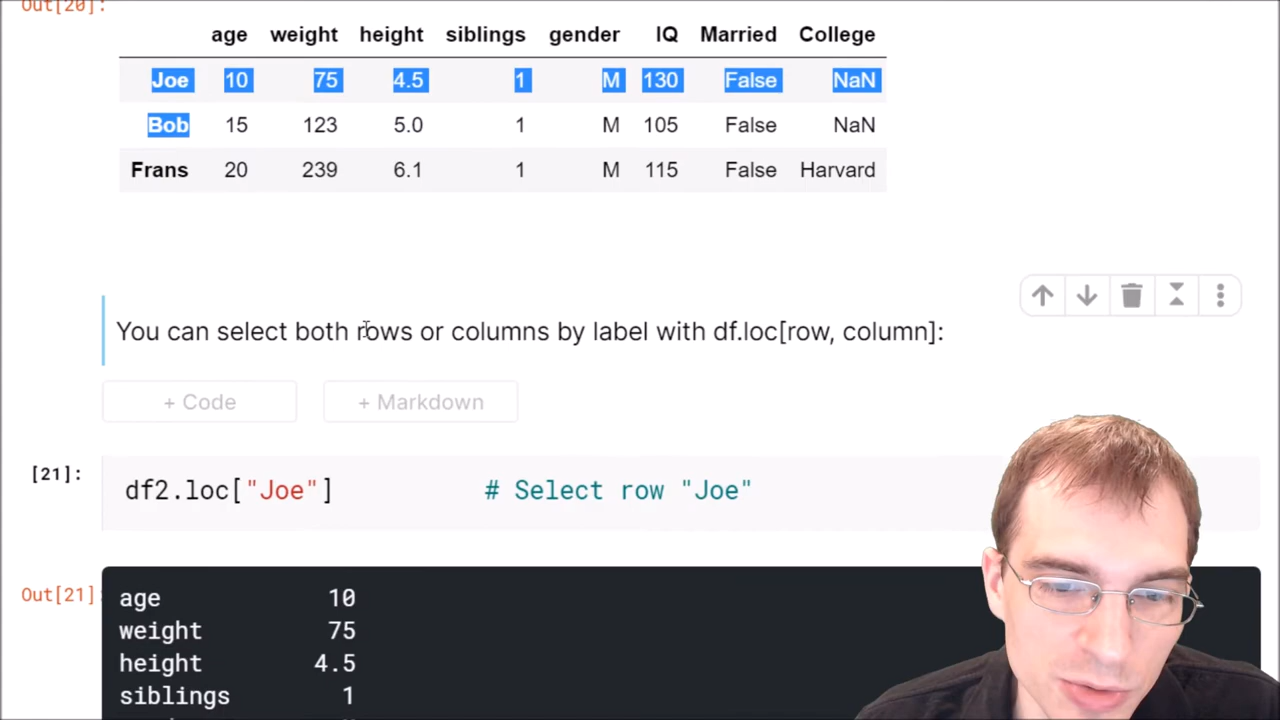 Out[20]:
age weight height siblings gender IQ Married College
Joe 10 75 4.5 1 M 130 False NaN
Bob 15 123 5.0 1 M 105 False NaN
Frans 20 239 6.1 1 M 115 False Harvard
You can select both rows or columns by label with df.loc[row, column]:
+ Code + Markdown
[21]: df2.loc["Joe"] # Select row "Joe"
Out[21]: age 10
weight 75
height 4.5
siblings 1